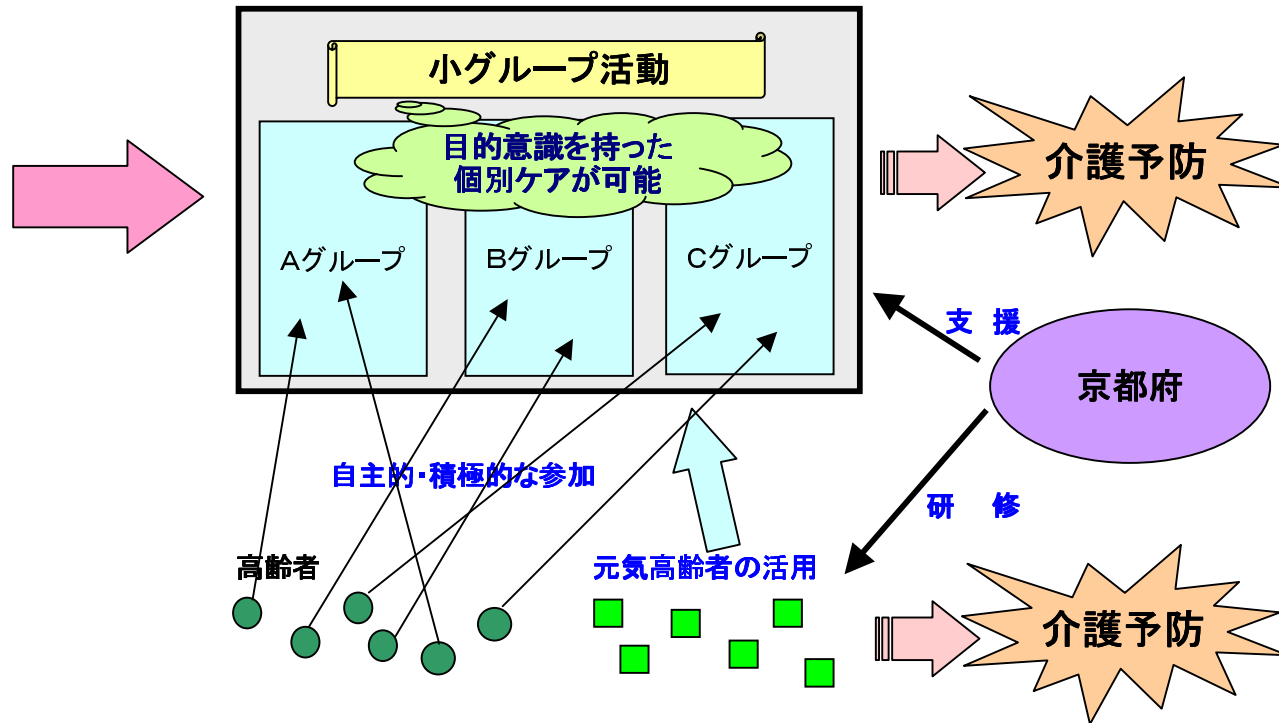 小グループ活動
目的意識を持った
個別ケアが可能
介護予防
Aグループ
Bグループ
Cグループ
支 援
京都府
自主的・積極的な参加
研 修
高齢者
元気高齢者の活用
介護予防